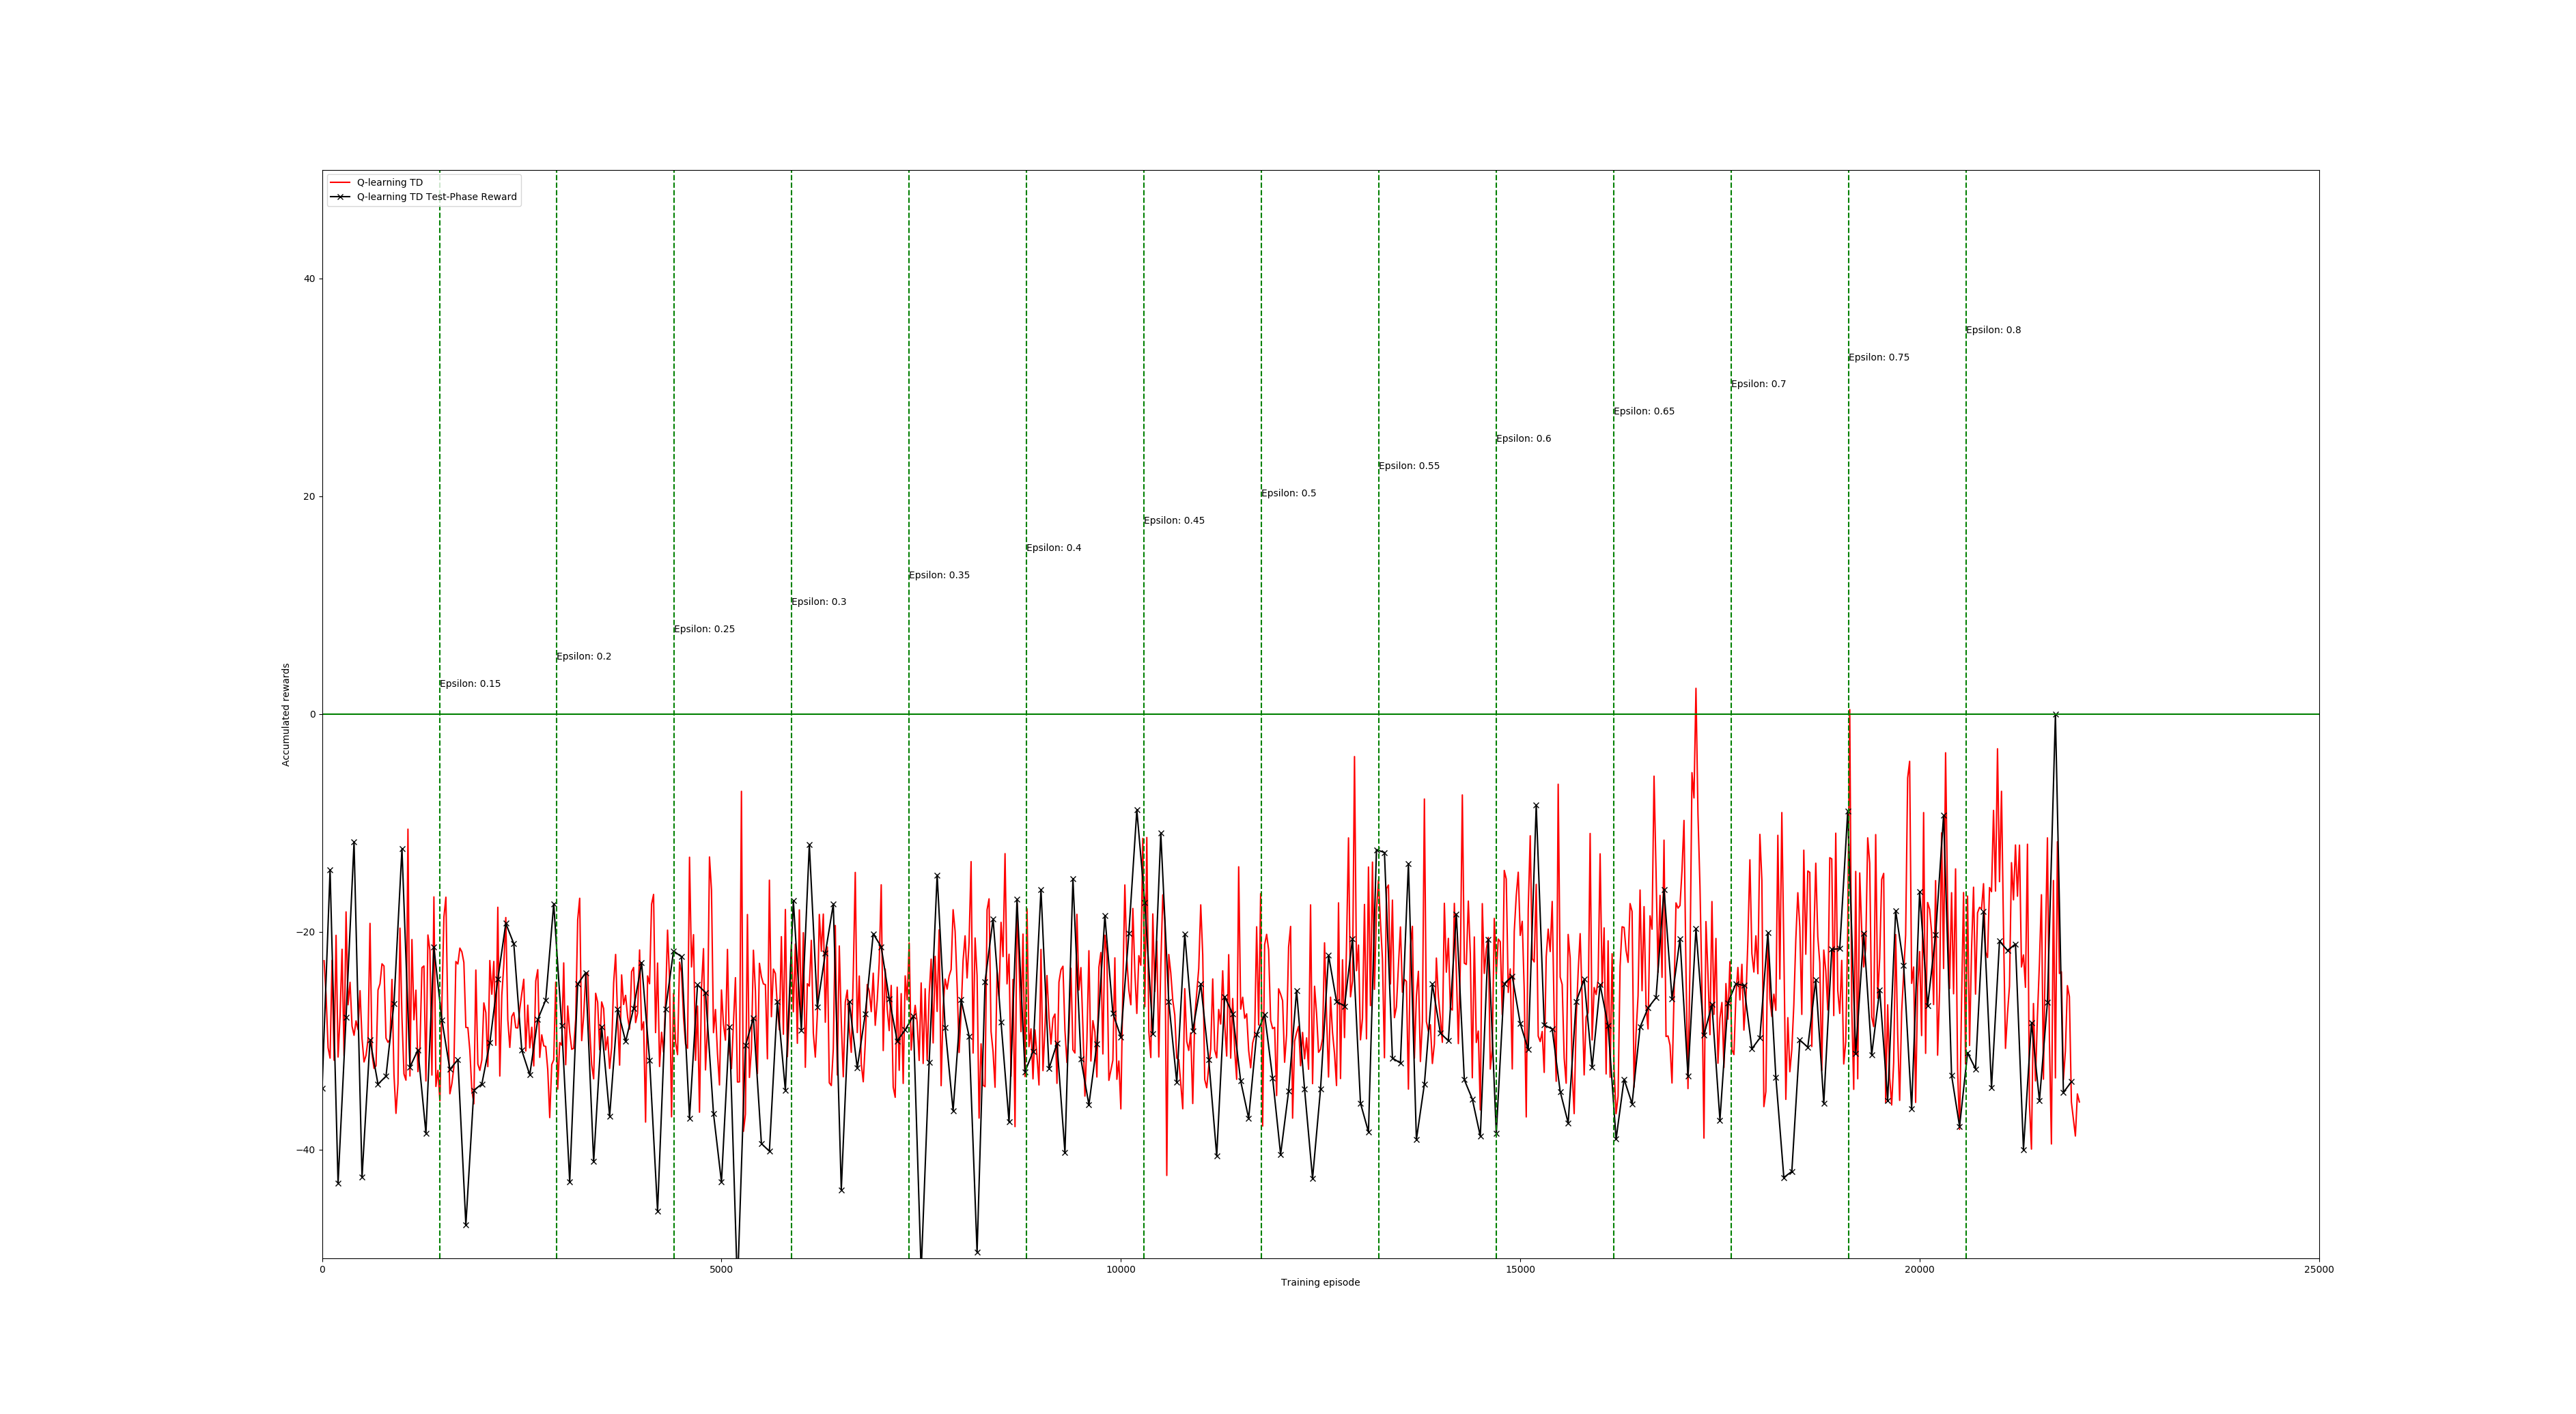 Q-learning TD
Q-learning TD Test-Phase Reward
40
20
0
−20
−40
Accumulated rewards
Epsilon: 0.15
Epsilon: 0.2
Epsilon: 0.25
Epsilon: 0.3
Epsilon: 0.35
Epsilon: 0.4
Epsilon: 0.45
Epsilon: 0.5
Epsilon: 0.55
Epsilon: 0.6
Epsilon: 0.65
Epsilon: 0.7
Epsilon: 0.75
Epsilon: 0.8
0 5000 10000 15000 20000 25000
Training episode